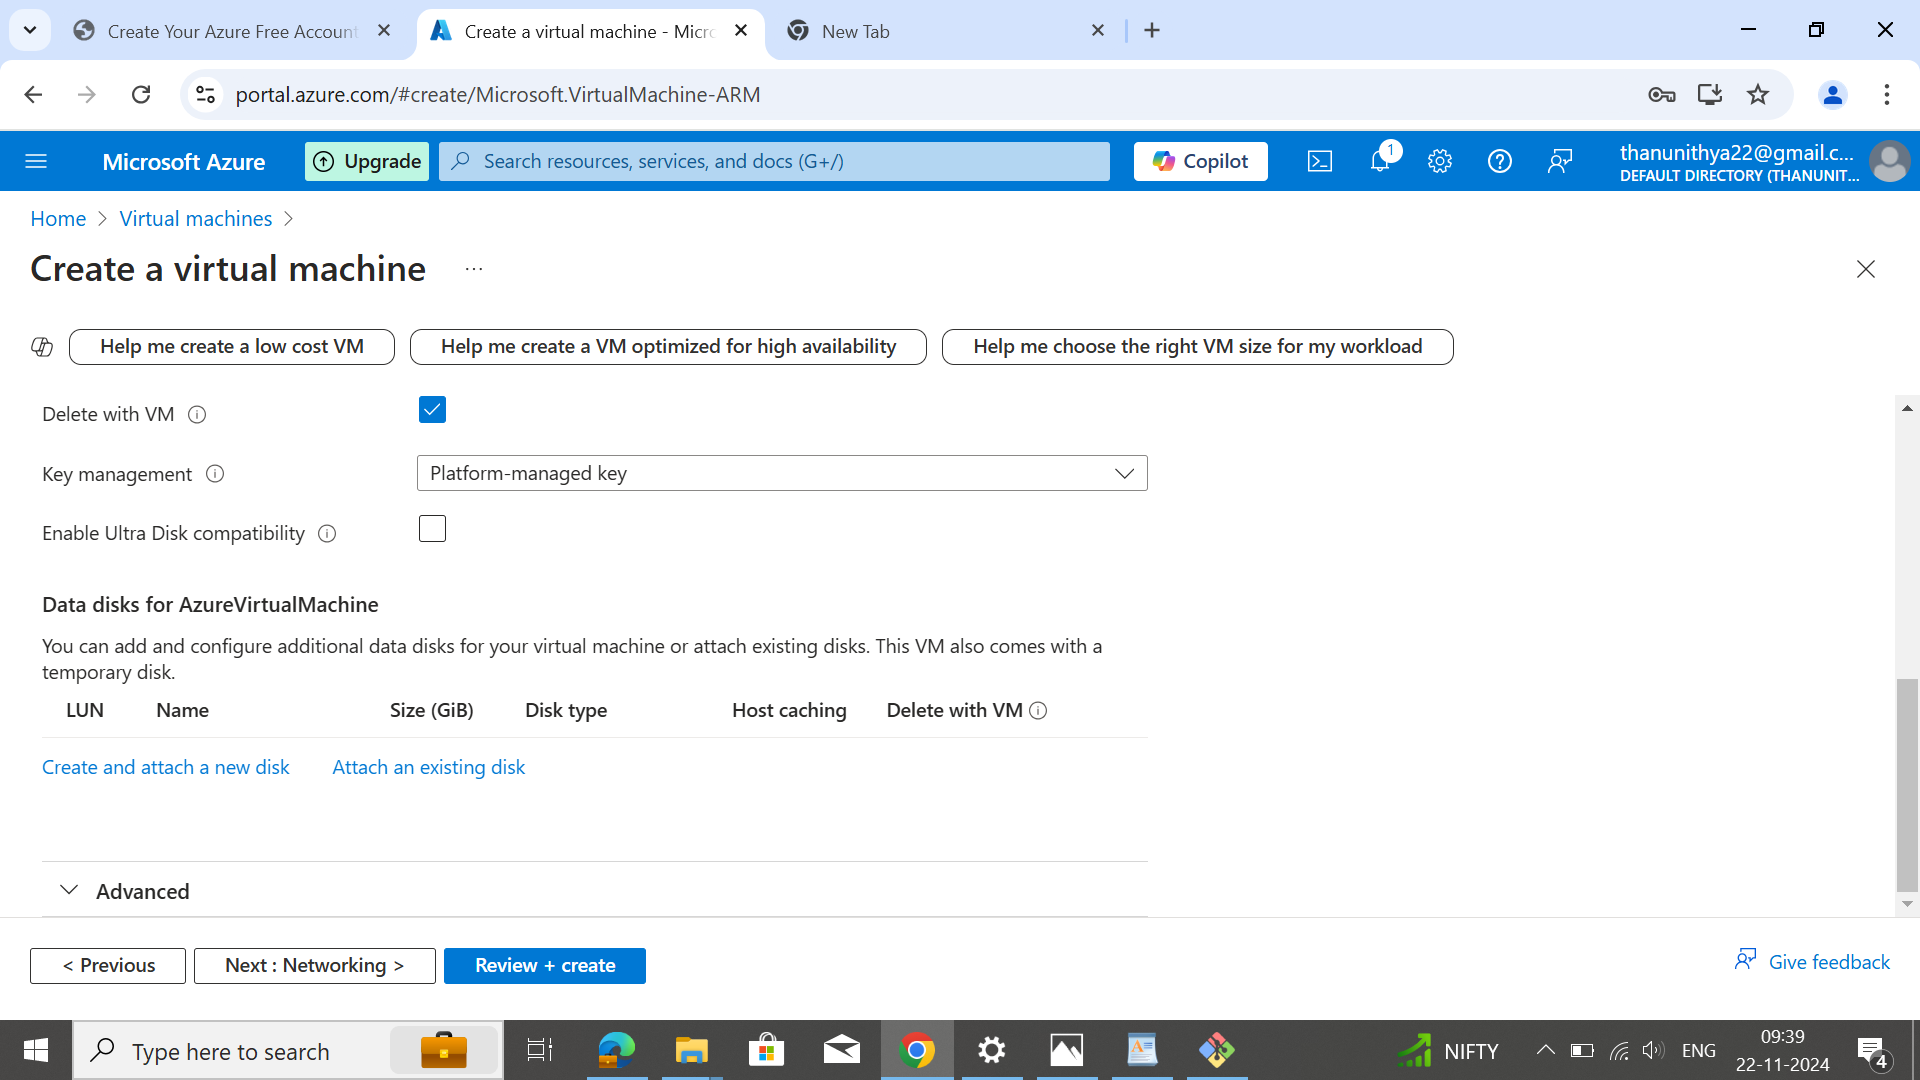 Create Your Azure Free Account
Create a virtual machine - Micro
New Tab
portal.azure.com/#create/Microsoft.VirtualMachine-ARM
Microsoft Azure
Upgrade
Search resources, services, and docs (G+/)
Copilot
1
thanunithya22@gmail.c...
DEFAULT DIRECTORY (THANUNIT...
Home > Virtual machines >
Create a virtual machine ...
Help me create a low cost VM
Help me create a VM optimized for high availability
Help me choose the right VM size for my workload
Delete with VM
Key management
Platform-managed key
Enable Ultra Disk compatibility
Data disks for AzureVirtualMachine
You can add and configure additional data disks for your virtual machine or attach existing disks. This VM also comes with a
temporary disk.
LUN Name Size (GiB) Disk type Host caching Delete with VM
Create and attach a new disk Attach an existing disk
Advanced
< Previous
Next : Networking >
Review + create
Give feedback
Type here to search
NIFTY
ENG
09:39
22-11-2024
4